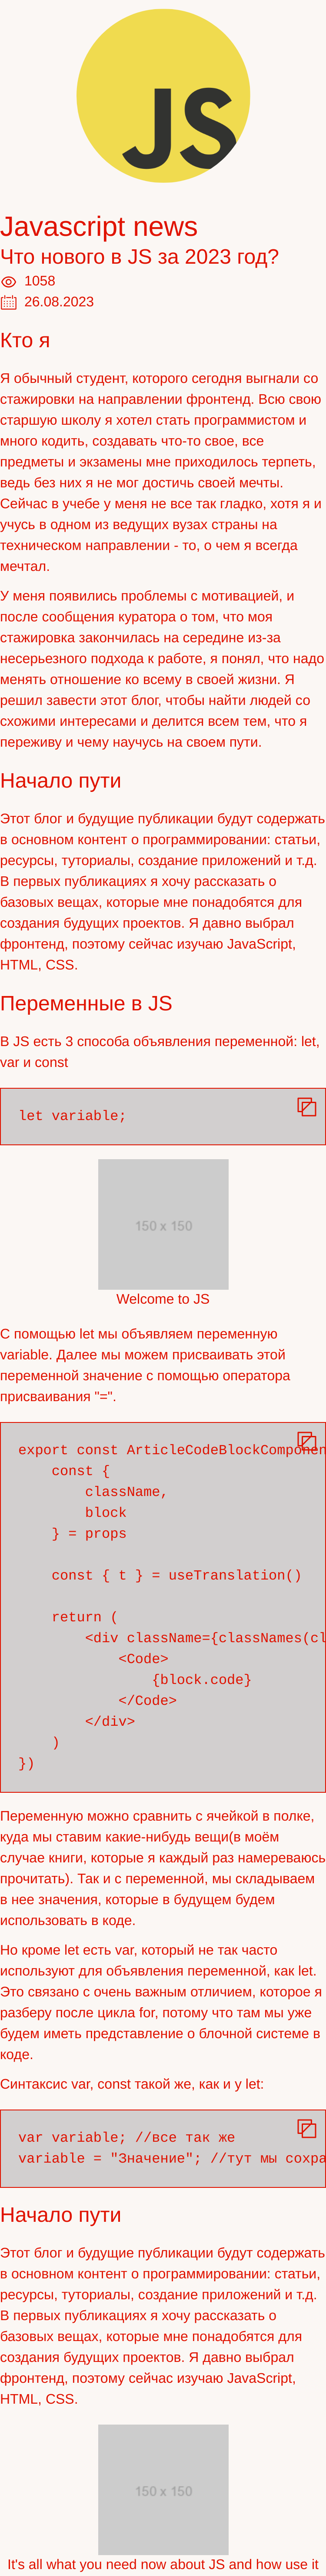 JS
Javascript news
Что нового в JS за 2023 год?
1058
26.08.2023
Кто я
Я обычный студент, которого сегодня выгнали со
стажировки на направлении фронтенд. Всю свою
старшую школу я хотел стать программистом и
много кодить, создавать что-то свое, все
предметы и экзамены мне приходилось терпеть,
ведь без них я не мог достичь своей мечты.
Сейчас в учебе у меня не все так гладко, хотя я и
учусь в одном из ведущих вузах страны на
техническом направлении - то, о чем я всегда
мечтал.
У меня появились проблемы с мотивацией, и
после сообщения куратора о том, что моя
стажировка закончилась на середине из-за
несерьезного подхода к работе, я понял, что надо
менять отношение ко всему в своей жизни. Я
решил завести этот блог, чтобы найти людей со
схожими интересами и делится всем тем, что я
переживу и чему научусь на своем пути.
Начало пути
Этот блог и будущие публикации будут содержать
в основном контент о программировании: статьи,
ресурсы, туториалы, создание приложений и т.д.
В первых публикациях я хочу рассказать о
базовых вещах, которые мне понадобятся для
создания будущих проектов. Я давно выбрал
фронтенд, поэтому сейчас изучаю JavaScript,
HTML, CSS.
Переменные в JS
В JS есть 3 способа объявления переменной: let,
var и const
let variable;
150 x 150
Welcome to JS
С помощью let мы объявляем переменную
variable. Далее мы можем присваивать этой
переменной значение с помощью оператора
присваивания "=".
export const ArticleCodeBlockComponen
const {
className,
block
} = props
const { t } = useTranslation()
return (
<div className={classNames(cl
<Code>
{block.code}
</Code>
</div>
)
})
Переменную можно сравнить с ячейкой в полке,
куда мы ставим какие-нибудь вещи(в моём
случае книги, которые я каждый раз намереваюсь
прочитать). Так и с переменной, мы складываем
в нее значения, которые в будущем будем
использовать в коде.
Но кроме let есть var, который не так часто
используют для объявления переменной, как let.
Это связано с очень важным отличием, которое я
разберу после цикла for, потому что там мы уже
будем иметь представление о блочной системе в
коде.
Синтаксис var, const такой же, как и у let:
var variable; //все так же
variable = "Значение"; //тут мы сохра
Начало пути
Этот блог и будущие публикации будут содержать
в основном контент о программировании: статьи,
ресурсы, туториалы, создание приложений и т.д.
В первых публикациях я хочу рассказать о
базовых вещах, которые мне понадобятся для
создания будущих проектов. Я давно выбрал
фронтенд, поэтому сейчас изучаю JavaScript,
HTML, CSS.
150 x 150
It's all what you need now about JS and how use it